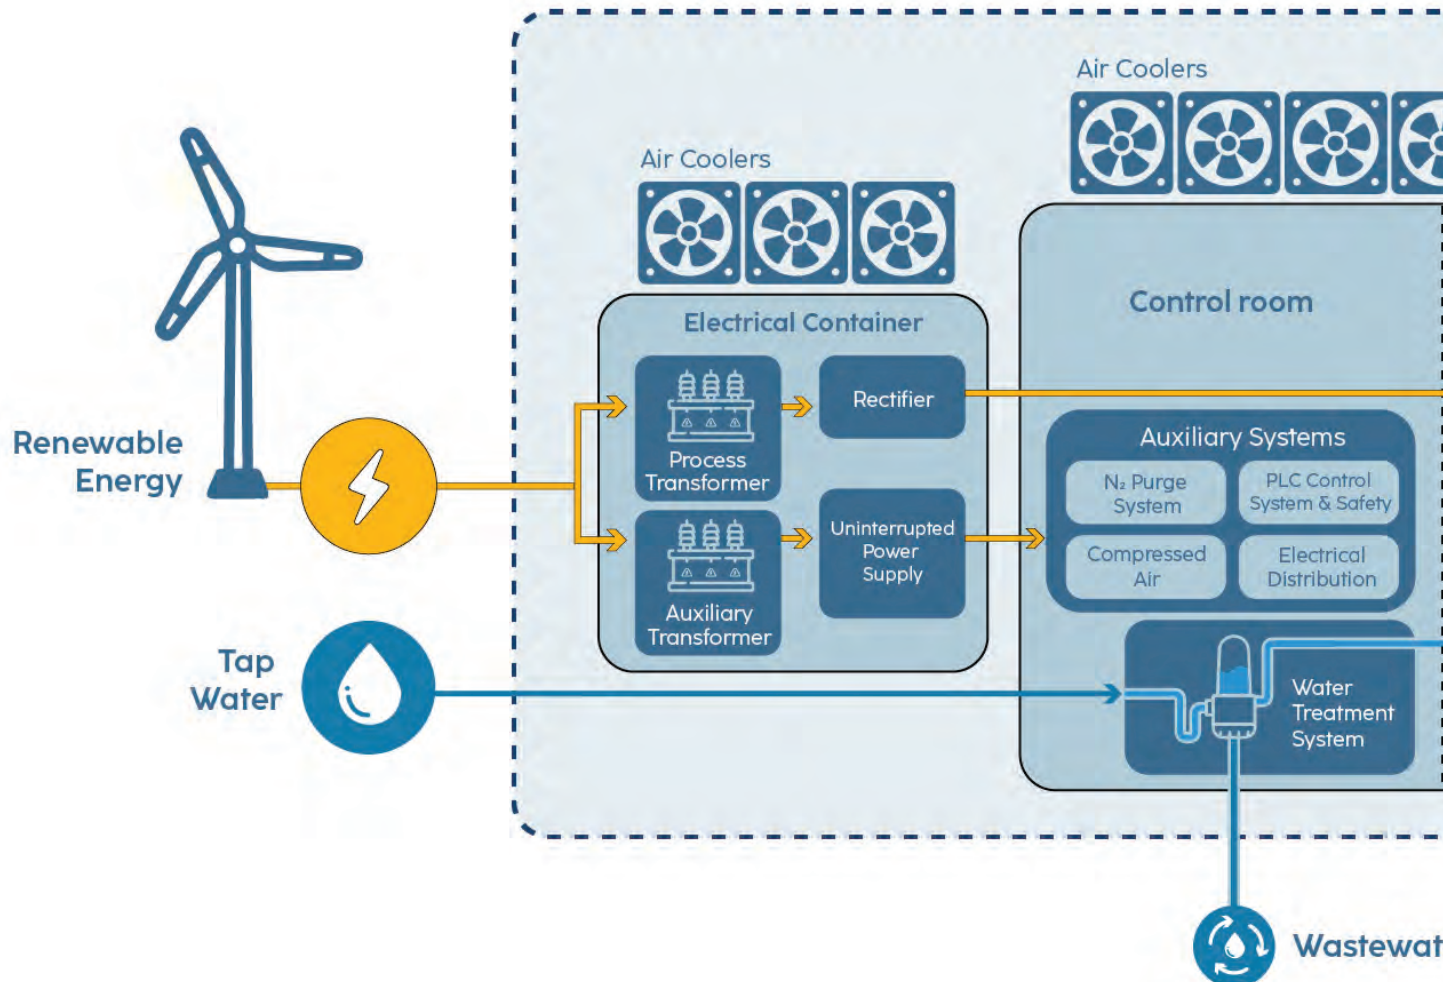 Air Coolers
Air Coolers
Control room
Electrical Container
Rectifier
Process
Transformer
Auxiliary Systems
N₂ Purge
System
PLC Control
System & Safety
Compressed
Air
Electrical
Distribution
Renewable
Energy
Uninterrupted
Power
Supply
Auxiliary
Transformer
Tap
Water
Water
Treatment
System
Wastewat